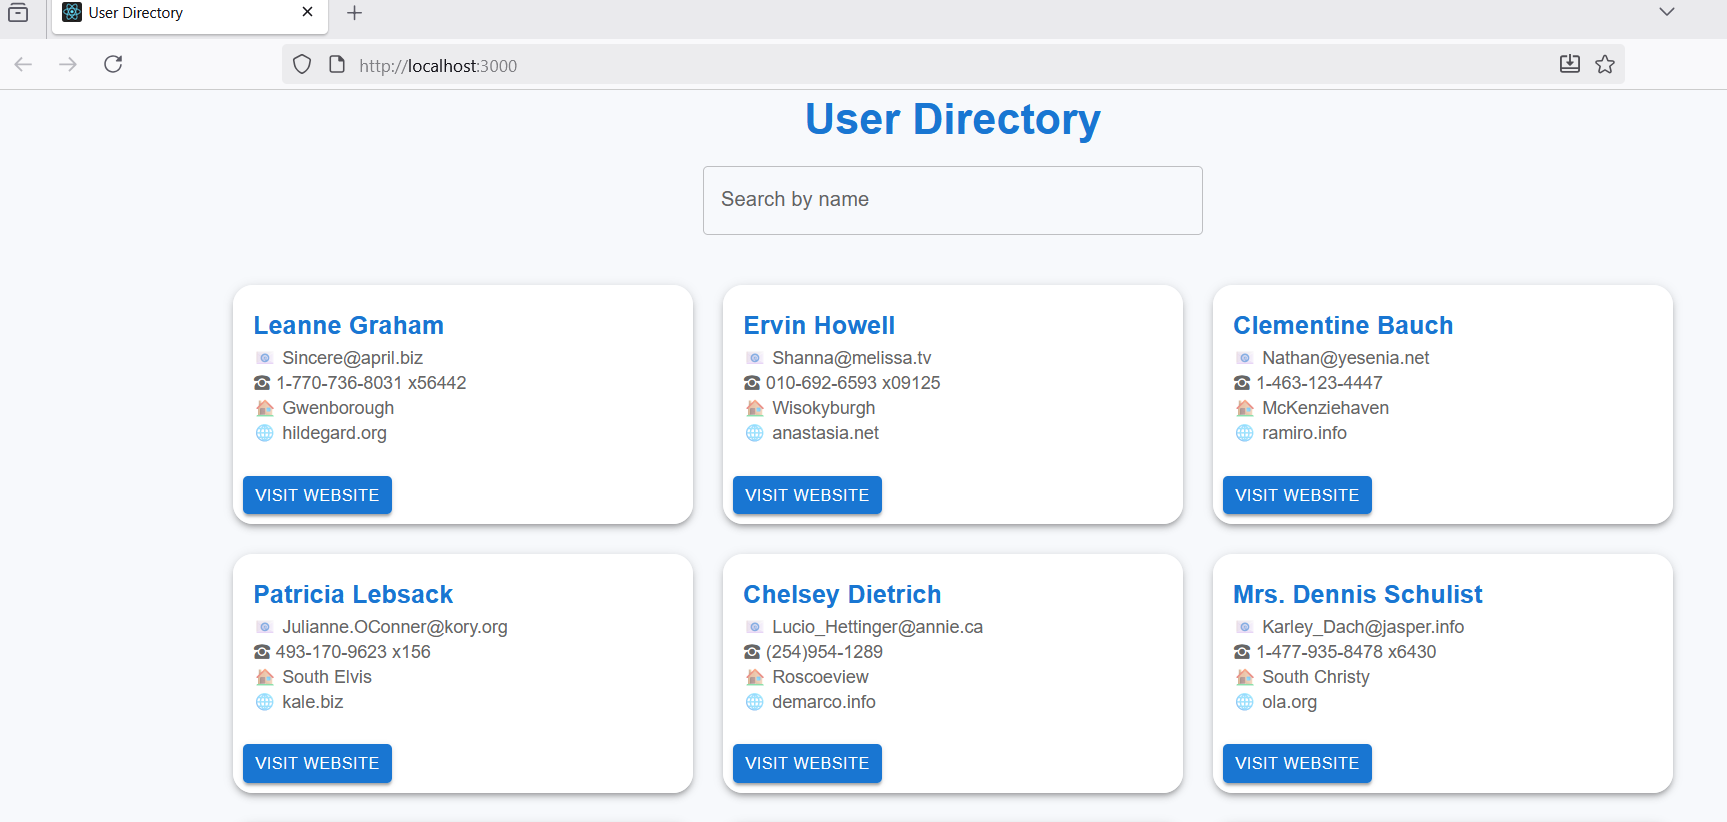 User Directory
http://localhost:3000
User Directory
Search by name
Leanne Graham
Sincere@april.biz
1-770-736-8031 x56442
Gwenborough
hildegard.org
VISIT WEBSITE
Ervin Howell
Shanna@melissa.tv
010-692-6593 x09125
Wisokyburgh
anastasia.net
VISIT WEBSITE
Clementine Bauch
Nathan@yesenia.net
1-463-123-4447
McKenziehaven
ramiro.info
VISIT WEBSITE
Patricia Lebsack
Julianne.OConner@kory.org
493-170-9623 x156
South Elvis
kale.biz
VISIT WEBSITE
Chelsey Dietrich
Lucio_Hettinger@annie.ca
(254)954-1289
Roscoeview
demarco.info
VISIT WEBSITE
Mrs. Dennis Schulist
Karley_Dach@jasper.info
1-477-935-8478 x6430
South Christy
ola.org
VISIT WEBSITE